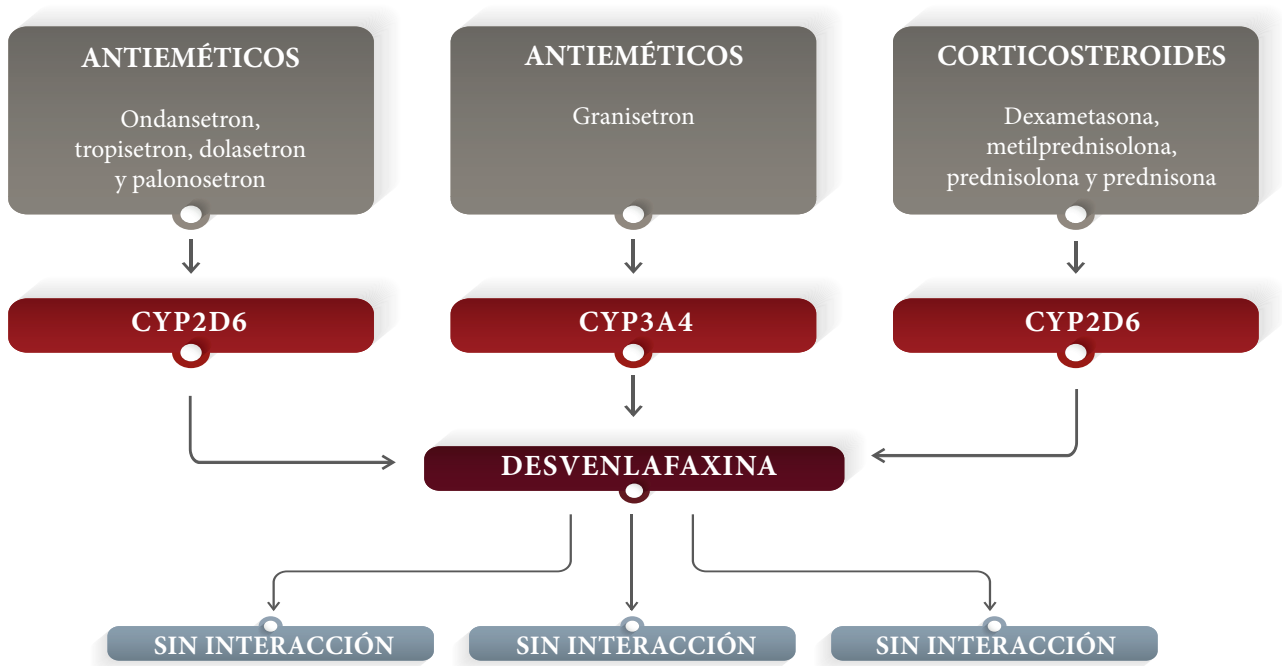 ANTIEMÉTICOS
Ondansetron,
tropisetron, dolasetron
y palonosetron
ANTIEMÉTICOS
Granisetron
CORTICOSTEROIDES
Dexametasona,
metilprednisolona,
prednisolona y prednisona
CYP2D6
CYP3A4
CYP2D6
DESVENLAFAXINA
SIN INTERACCIÓN
SIN INTERACCIÓN
SIN INTERACCIÓN